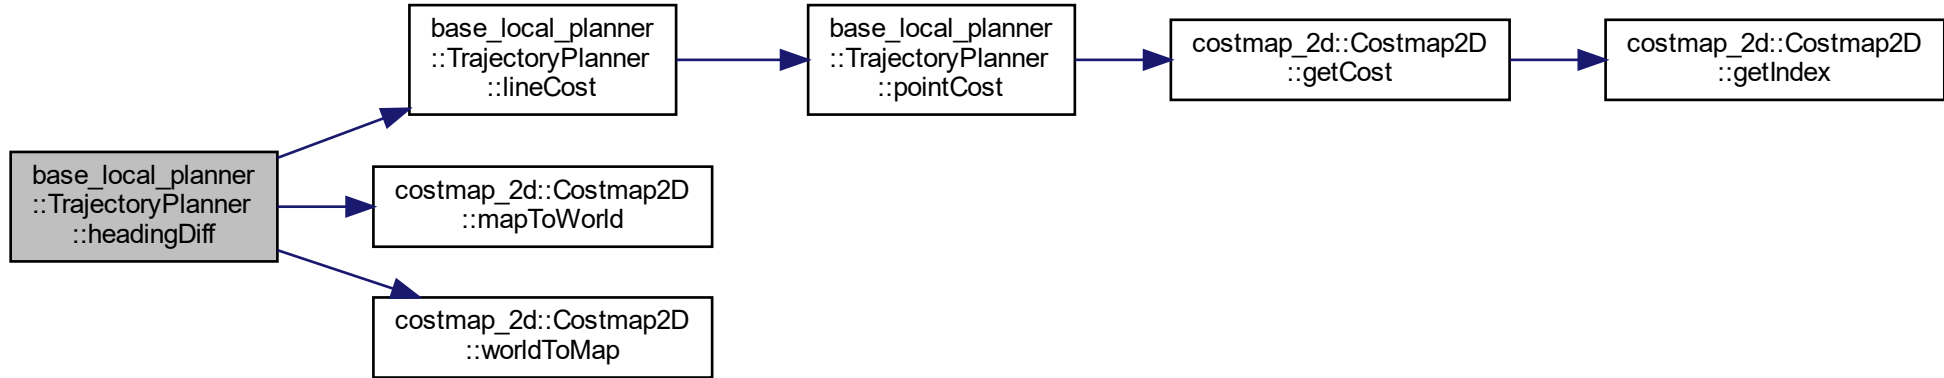 base_local_planner
::TrajectoryPlanner
::headingDiff
base_local_planner
::TrajectoryPlanner
::lineCost
base_local_planner
::TrajectoryPlanner
::pointCost
costmap_2d::Costmap2D
::getCost
costmap_2d::Costmap2D
::getIndex
costmap_2d::Costmap2D
::mapToWorld
costmap_2d::Costmap2D
::worldToMap